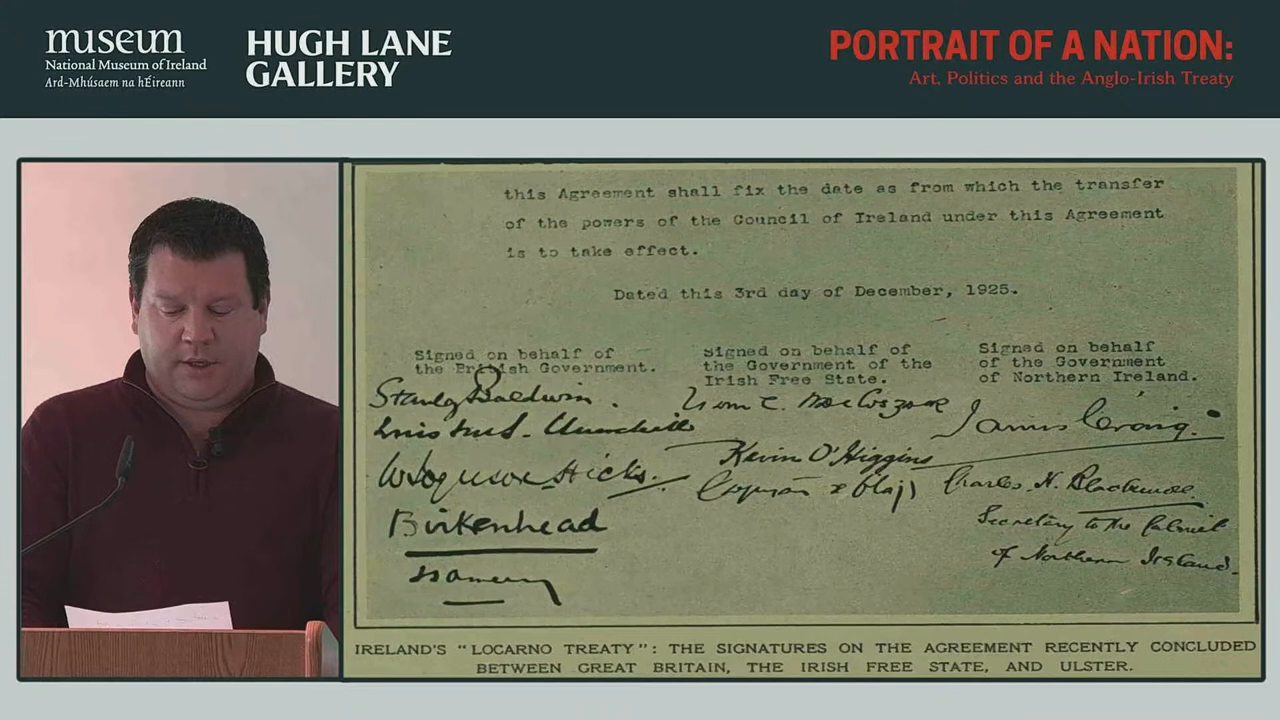 museum
National Museum of Ireland
Ard-Mhúsaem na hÉireann
HUGH LANE
GALLERY
PORTRAIT OF A NATION:
Art, Politics and the Anglo-Irish Treaty
this Agreement shall fix the date as from which the transfer
of the powers of the Council of Ireland under this Agreement
is to take effect.
Dated this 3rd day of December, 1925.
Signed on behalf of
the British Government.
Stanley Baldwin.
Winston S. Churchill
W Joynson-Hicks.
Birkenhead
Signed on behalf of
the Government of the
Irish Free State.
Kevin O'Higgins
Signed on behalf
of the Government
of Northern Ireland.
James Craig.
Charles. H. Blackmore.
Secretary to the Cabinet
of Northern Ireland.
IRELAND'S "LOCARNO TREATY": THE SIGNATURES ON THE AGREEMENT RECENTLY CONCLUDED
BETWEEN GREAT BRITAIN, THE IRISH FREE STATE, AND ULSTER.